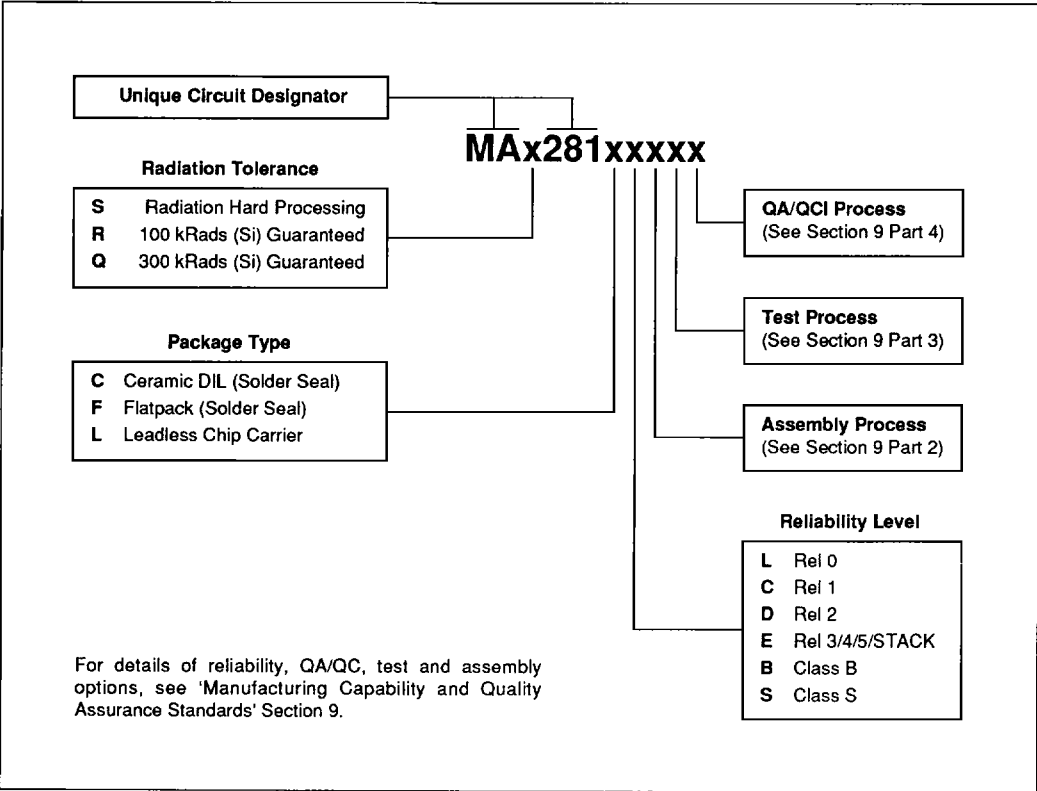 Unique Circuit Designator
MAx281xxxxx
Radiation Tolerance
S Radiation Hard Processing
R 100 kRads (Si) Guaranteed
Q 300 kRads (Si) Guaranteed
Package Type
C Ceramic DIL (Solder Seal)
F Flatpack (Solder Seal)
L Leadless Chip Carrier
QA/QCI Process
(See Section 9 Part 4)
Test Process
(See Section 9 Part 3)
Assembly Process
(See Section 9 Part 2)
Reliability Level
L Rel 0
C Rel 1
D Rel 2
E Rel 3/4/5/STACK
B Class B
S Class S
For details of reliability, QA/QC, test and assembly
options, see 'Manufacturing Capability and Quality
Assurance Standards' Section 9.